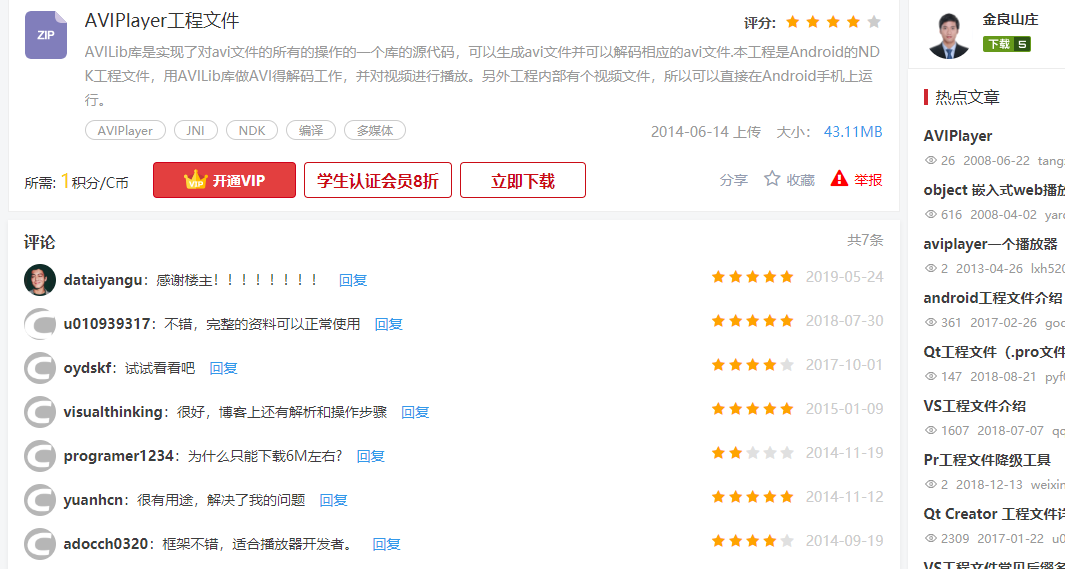 ZIP
AVIPlayer工程文件
评分:
AVILib库是实现了对avi文件的所有的操作的一个库的源代码，可以生成avi文件并可以解码相应的avi文件.本工程是Android的ND
K工程文件，用AVILib库做AVI得解码工作，并对视频进行播放。另外工程内部有个视频文件，所以可以直接在Android手机上运
行。
AVIPlayer JNI NDK 编译 多媒体
2014-06-14 上传 大小： 43.11MB
所需: 1积分/C币
VIP 开通VIP 学生认证会员8折 立即下载
分享 收藏 举报
评论 共7条
dataiyangu：感谢楼主！！！！！！！！ 回复 2019-05-24
u010939317：不错，完整的资料可以正常使用 回复 2018-07-30
oydskf：试试看看吧 回复 2017-10-01
visualthinking：很好，博客上还有解析和操作步骤 回复 2015-01-09
programer1234：为什么只能下载6M左右？ 回复 2014-11-19
yuanhcn：很有用途，解决了我的问题 回复 2014-11-12
adocch0320：框架不错，适合播放器开发者。 回复 2014-09-19
金良山庄
下载 5
热点文章
AVIPlayer
26 2008-06-22 tang
object 嵌入式web播放
616 2008-04-02 yar
aviplayer一个播放器
2 2013-04-26 lxh520
android工程文件介绍
361 2017-02-26 goo
Qt工程文件（.pro文件
147 2018-08-21 pyf
VS工程文件介绍
1607 2018-07-07 qq
Pr工程文件降级工具
2 2018-12-13 weixin
Qt Creator 工程文件详
2309 2017-01-22 u0
VS工程文件常见后缀名